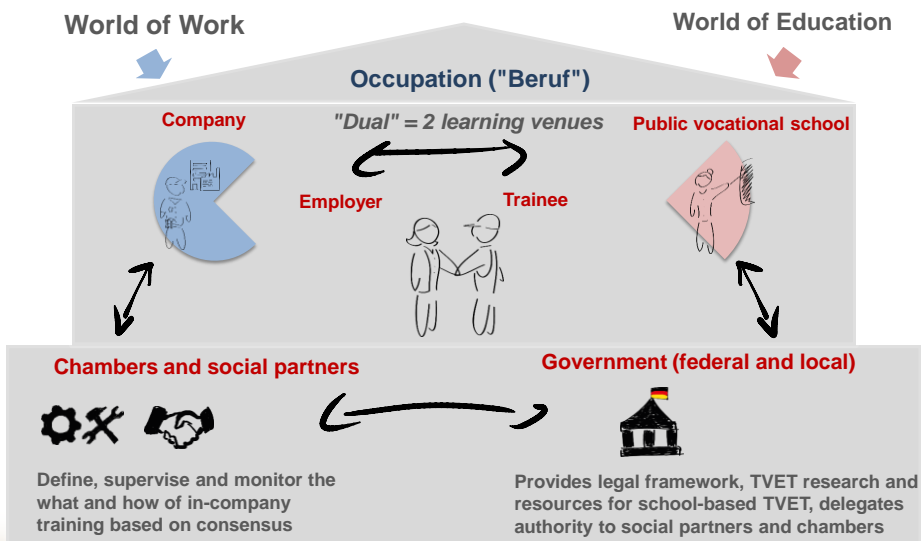 World of Work
World of Education
Occupation ("Beruf")
Company
"Dual" = 2 learning venues
Public vocational school
Employer
Trainee
Chambers and social partners
Government (federal and local)
Define, supervise and monitor the
what and how of in-company
training based on consensus
Provides legal framework, TVET research and
resources for school-based TVET, delegates
authority to social partners and chambers